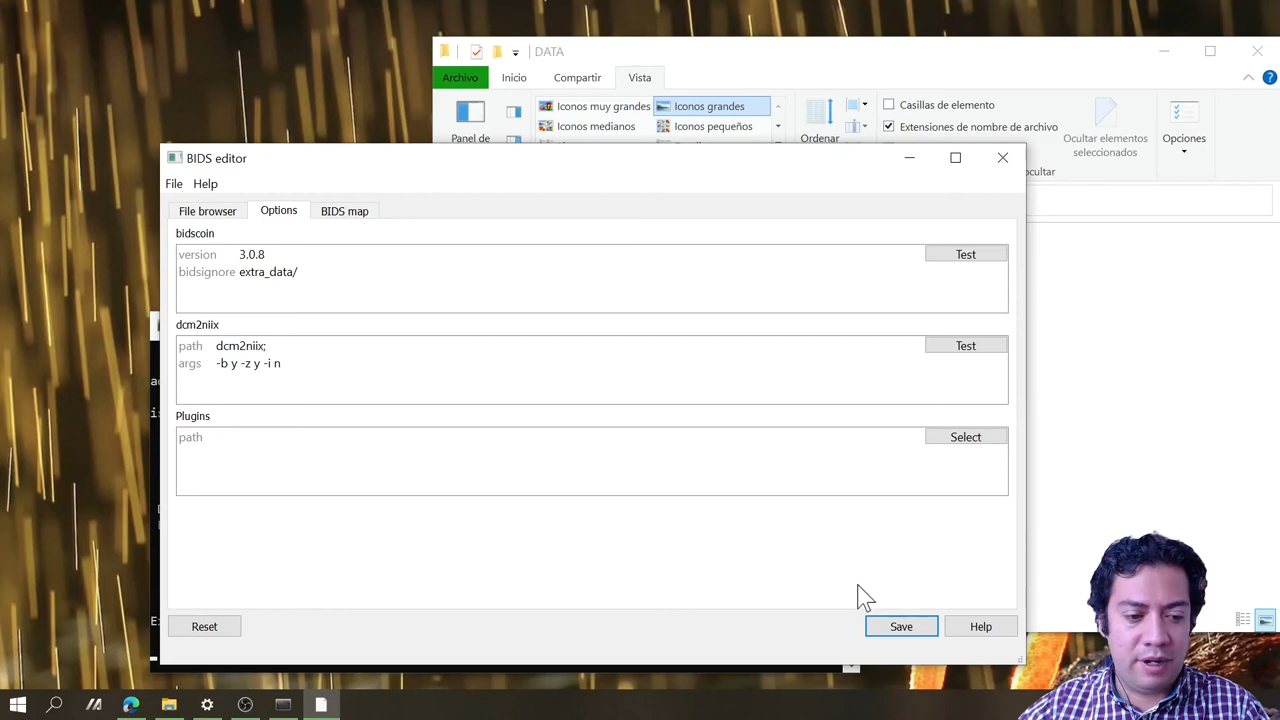 DATA
Archivo
Inicio
Compartir
Vista
Iconos muy grandes
Iconos grandes
Iconos medianos
Iconos pequeños
Panel de
Ordenar
Casillas de elemento
Extensiones de nombre de archivo
Ocultar elementos
seleccionados
Opciones
ocultar
BIDS editor
File
Help
File browser
Options
BIDS map
bidscoin
version 3.0.8
Test
bidsignore extra_data/
dcm2niix
path dcm2niix;
Test
args -b y -z y -i n
Plugins
path
Select
Reset
Save
Help